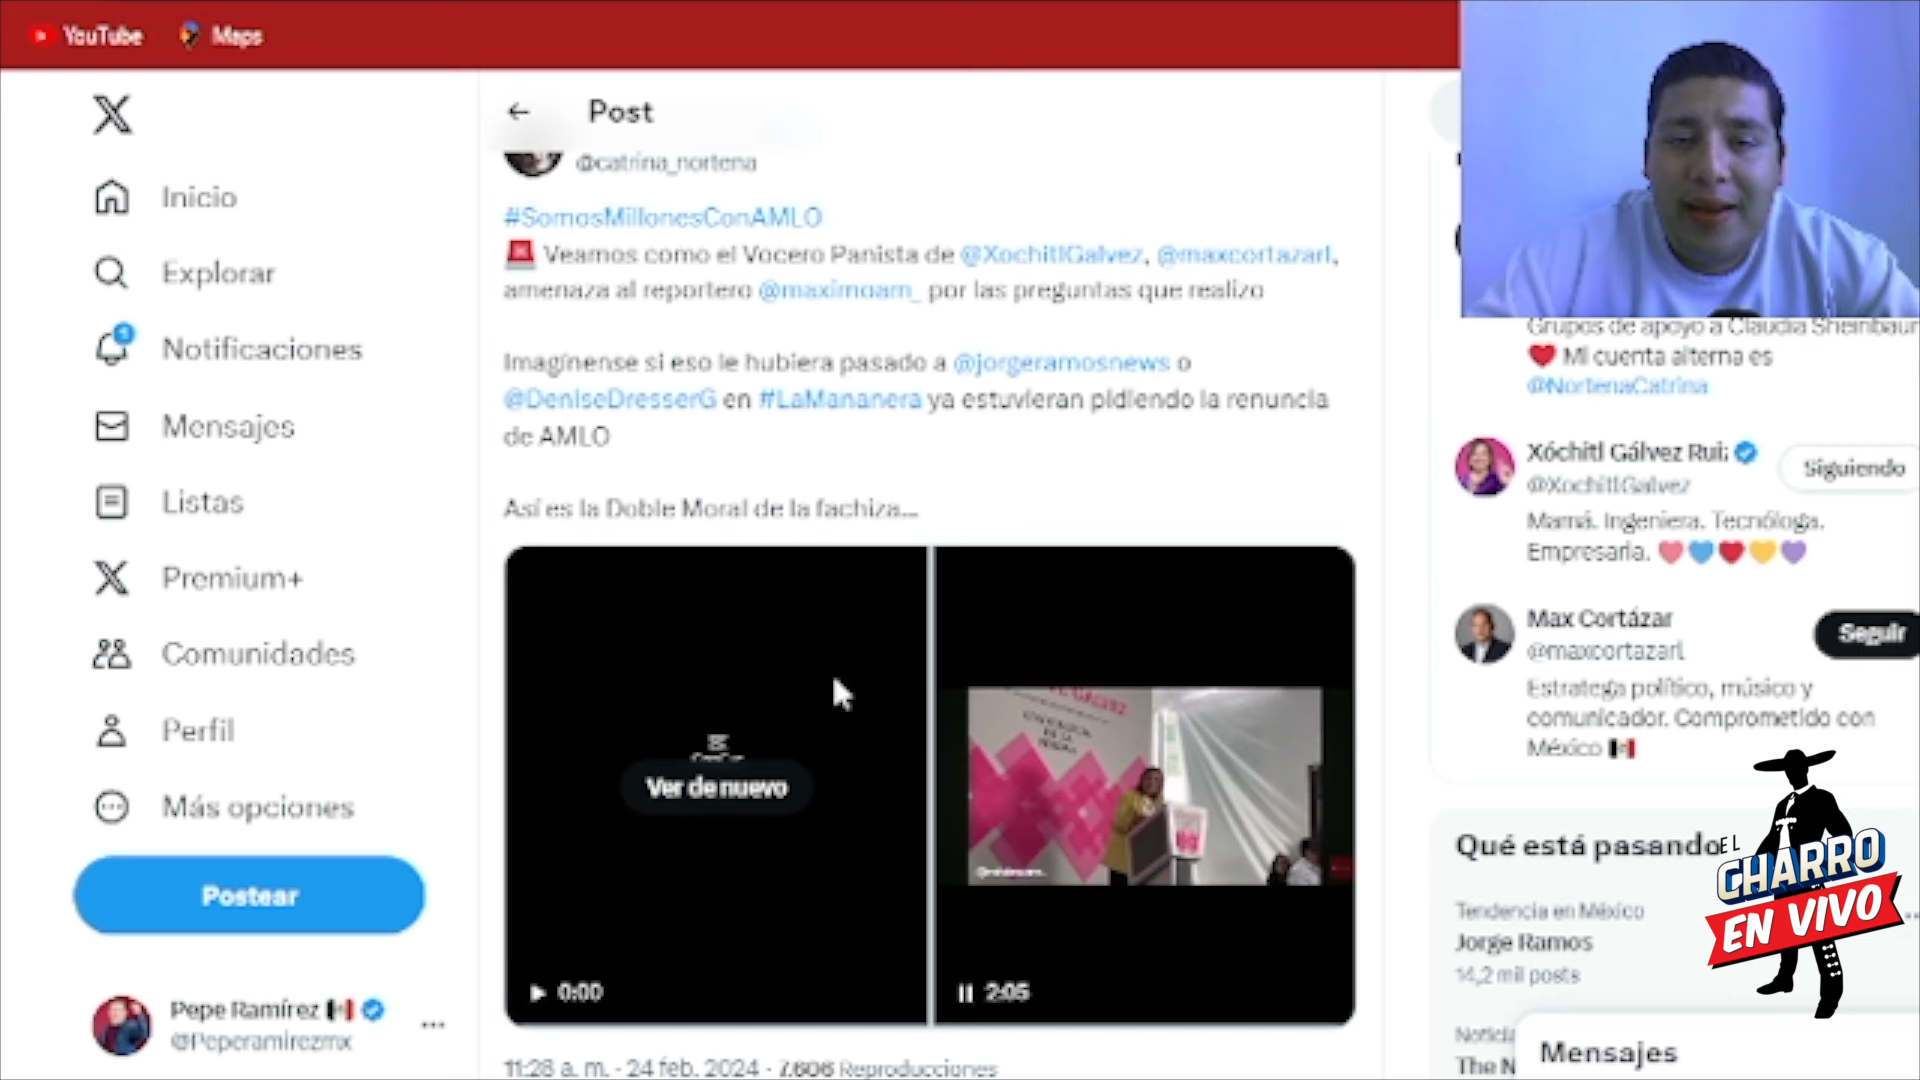 YouTube
Maps
Post
@catrina_nortena
#SomosMillonesConAMLO
Veamos como el Vocero Panista de @XochitlGalvez, @maxcortazarl,
amenaza al reportero @maximoam_ por las preguntas que realizo
Imagínense si eso le hubiera pasado a @jorgeramosnews o
@DeniseDresserG en #LaMananera ya estuvieran pidiendo la renuncia
de AMLO
Así es la Doble Moral de la fachiza...
Ver de nuevo
0:00
2:05
11:28 a. m. · 24 feb. 2024 · 7.606 Reproducciones
Inicio
Explorar
Notificaciones
Mensajes
Listas
Premium+
Comunidades
Perfil
Más opciones
Postear
Pepe Ramírez
@Peperamirezmx
Grupos de apoyo a Claudia Sheinbaum
Mi cuenta alterna es
@NortenaCatrina
Xóchitl Gálvez Ruiz
@XochitlGalvez
Siguiendo
Mamá. Ingeniera. Tecnóloga.
Empresaria.
Max Cortázar
@maxcortazarl
Seguir
Estratega político, músico y
comunicador. Comprometido con
México
Qué está pasando
Tendencia en México
Jorge Ramos
14,2 mil posts
The N
Mensajes
EL
CHARRO
EN VIVO